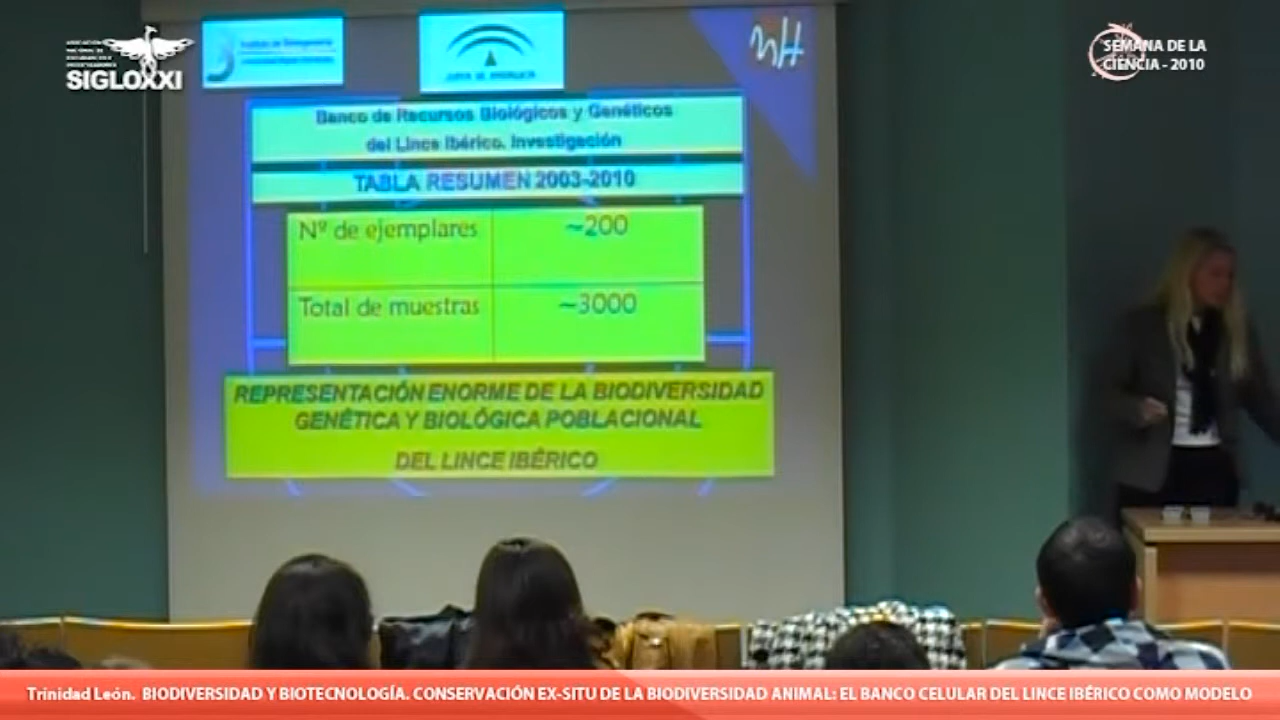 SIGLOXXI
SEMANA DE LA
CIENCIA - 2010
JUNTA DE ANDALUCIA
Banco de Recursos Biológicos y Genéticos
del Lince Ibérico. Investigación
TABLA RESUMEN 2003-2010
Nº de ejemplares ~200
Total de muestras ~3000
REPRESENTACIÓN ENORME DE LA BIODIVERSIDAD
GENÉTICA Y BIOLÓGICA POBLACIONAL
DEL LINCE IBÉRICO
Trinidad León. BIODIVERSIDAD Y BIOTECNOLOGÍA. CONSERVACIÓN EX-SITU DE LA BIODIVERSIDAD ANIMAL: EL BANCO CELULAR DEL LINCE IBÉRICO COMO MODELO